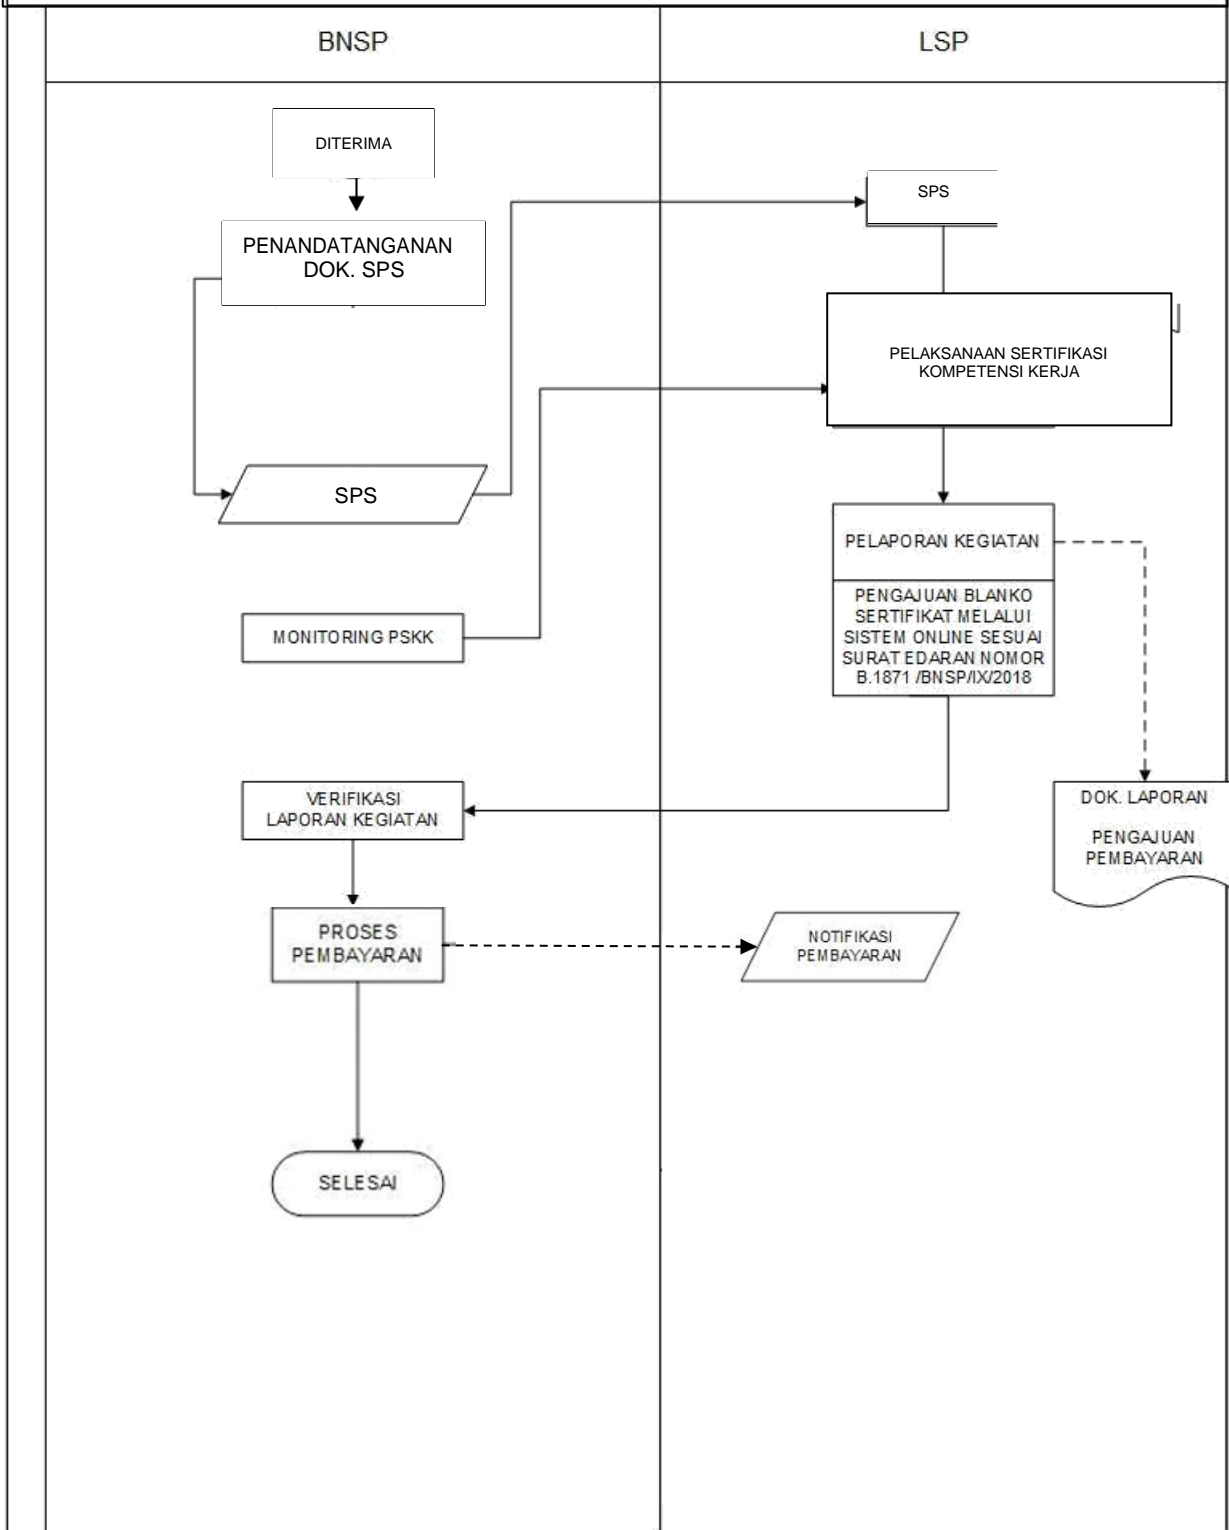 BNSP
LSP
DITERIMA
SPS
PENANDATANGANAN
DOK. SPS
PELAKSANAAN SERTIFIKASI
KOMPETENSI KERJA
SPS
PELAPORAN KEGIATAN
PENGAJUAN BLANKO
SERTIFIKAT MELALUI
SISTEM ONLINE SESUAI
SURAT EDARAN NOMOR
B.1871 /BNSP/IX/2018
MONITORING PSKK
VERIFIKASI
LAPORAN KEGIATAN
DOK. LAPORAN
PENGAJUAN
PEMBAYARAN
PROSES
PEMBAYARAN
NOTIFIKASI
PEMBAYARAN
SELESAI